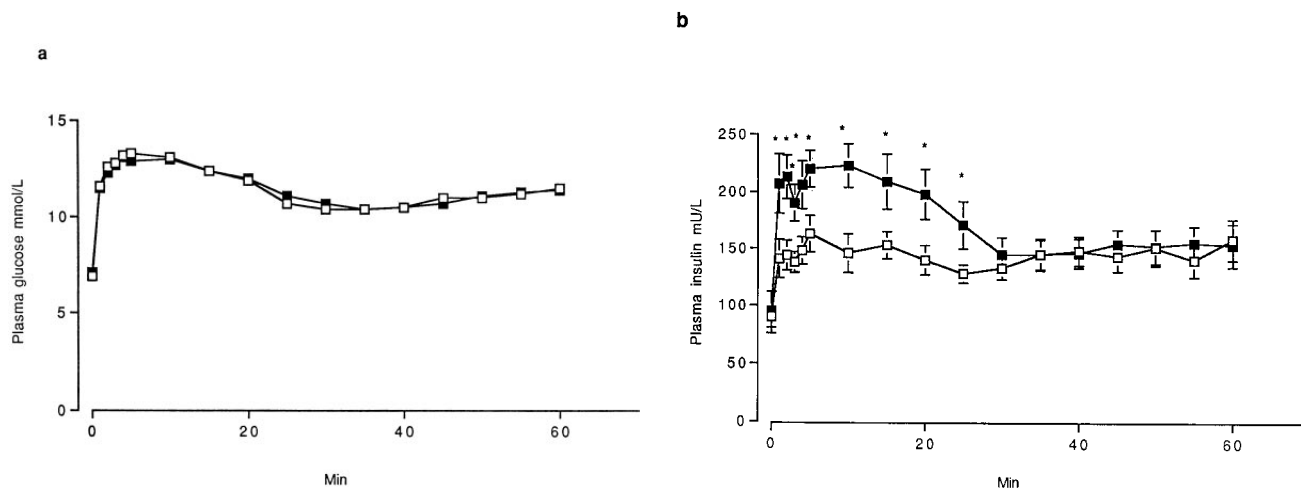 a
15
10
5
0
Plasma glucose mmol/L
0 20 40 60
Min
b
250
200
150
100
50
0
Plasma insulin mU/L
* * * * * * * * *
*
0 20 40 60
Min